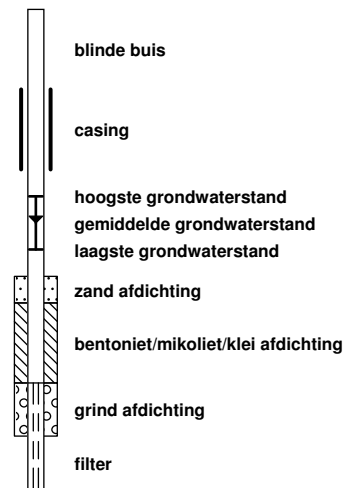 blinde buis
casing
hoogste grondwaterstand
gemiddelde grondwaterstand
laagste grondwaterstand
zand afdichting
bentoniet/mikoliet/klei afdichting
grind afdichting
filter